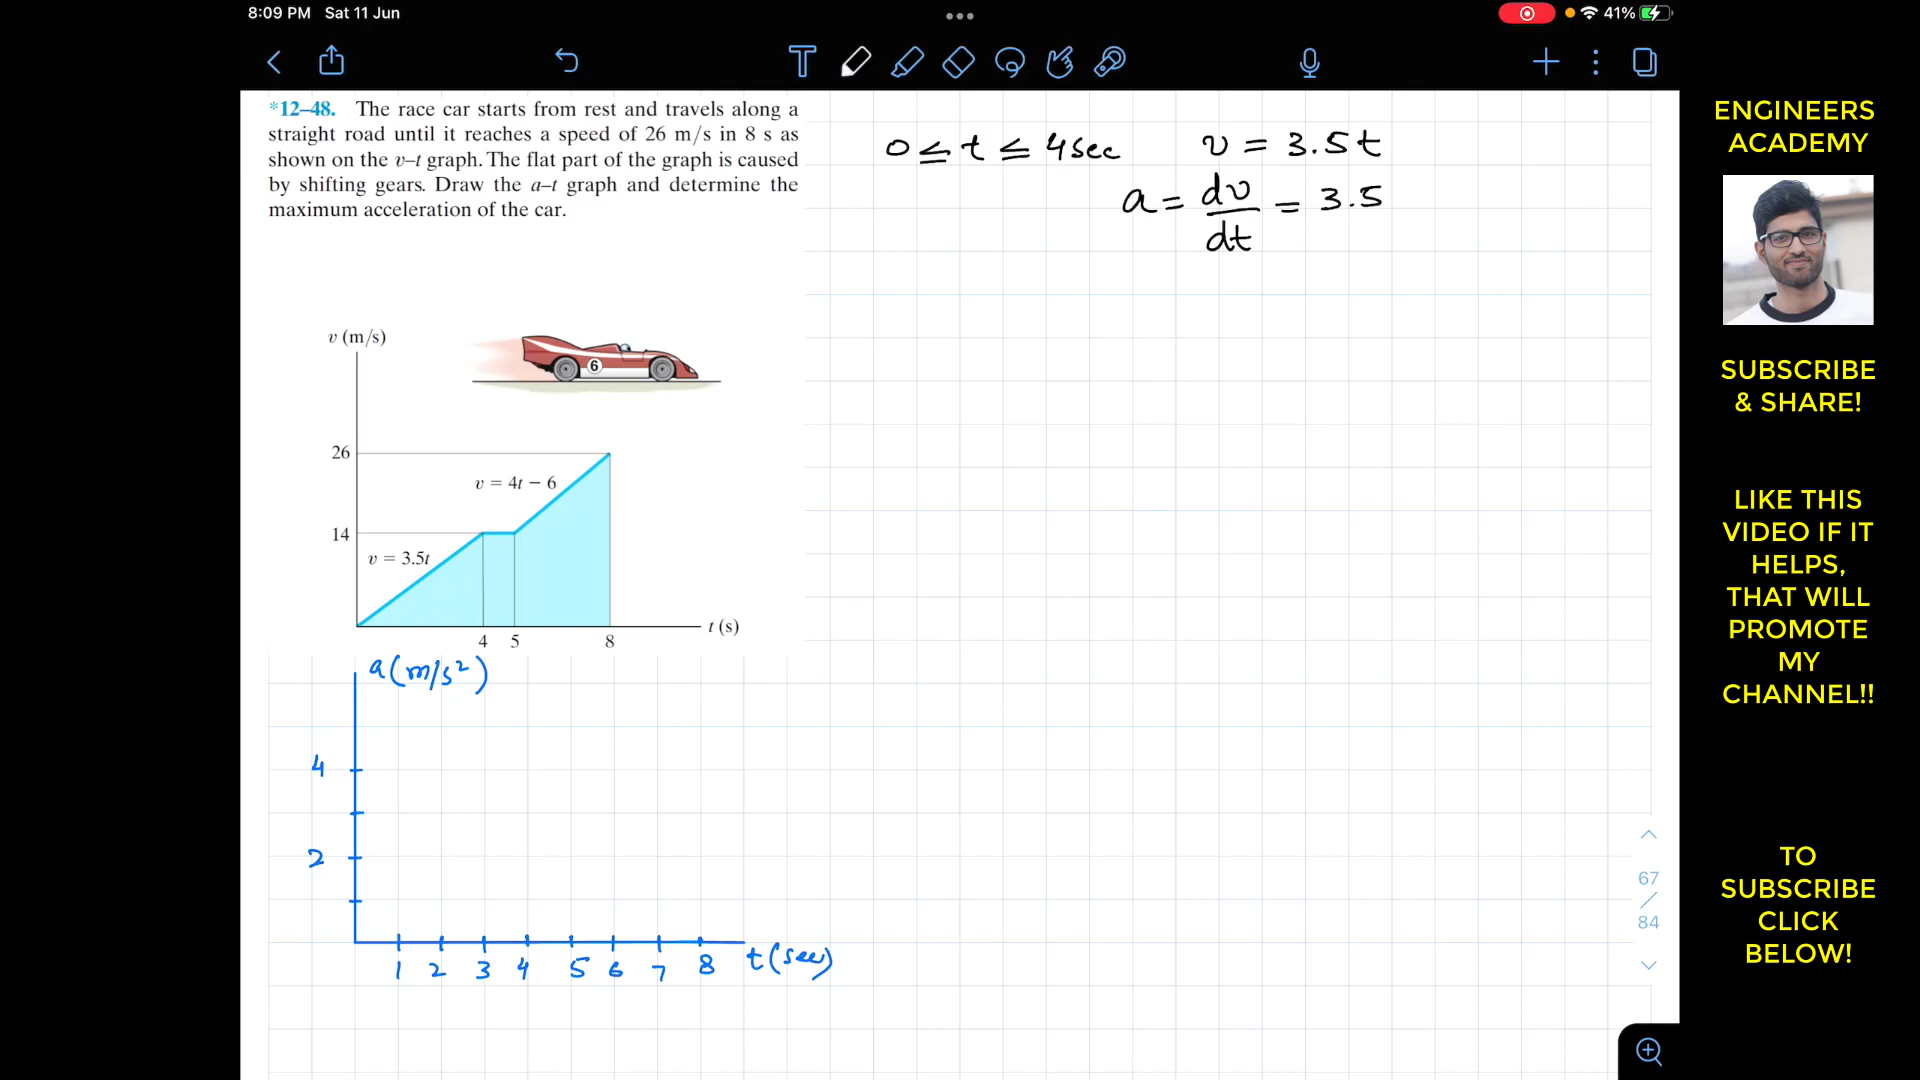 8:09 PM Sat 11 Jun
41%
*12–48. The race car starts from rest and travels along a
straight road until it reaches a speed of 26 m/s in 8 s as
shown on the v–t graph. The flat part of the graph is caused
by shifting gears. Draw the a–t graph and determine the
maximum acceleration of the car.
v (m/s)
6
26
v = 4t − 6
14
v = 3.5t
t (s)
4 5 8
a(m/s²)
4
2
1 2 3 4 5 6 7 8 t(sec)
0 ≤ t ≤ 4sec v = 3.5t
a = dv/dt = 3.5
67
/
84
ENGINEERS
ACADEMY
SUBSCRIBE
& SHARE!
LIKE THIS
VIDEO IF IT
HELPS,
THAT WILL
PROMOTE
MY
CHANNEL!!
TO
SUBSCRIBE
CLICK
BELOW!